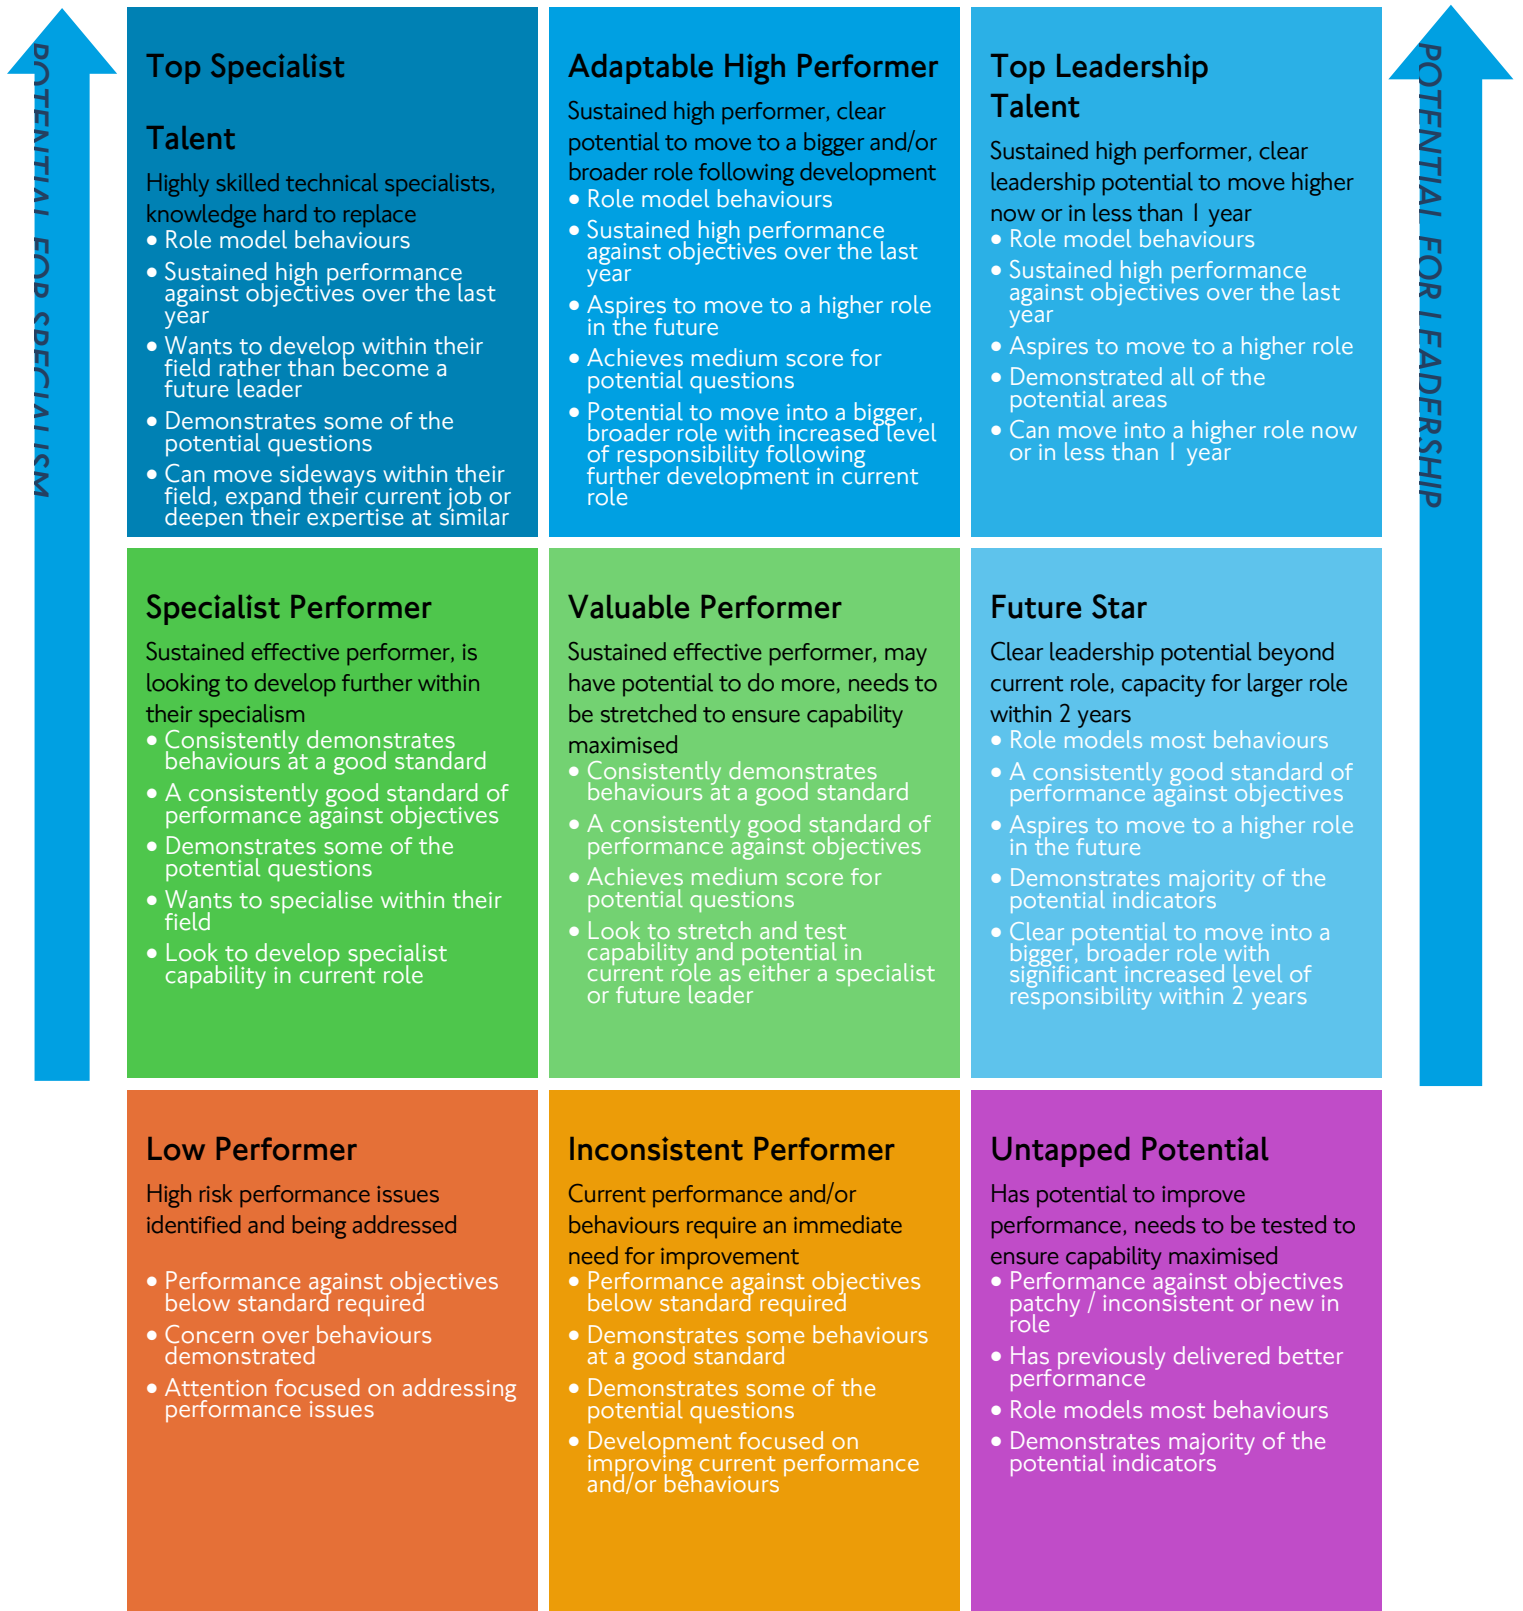 POTENTIAL FOR SPECIALISM
Top Specialist
Talent
Highly skilled technical specialists,
knowledge hard to replace
• Role model behaviours
• Sustained high performance
against objectives over the last
year
• Wants to develop within their
field rather than become a
future leader
• Demonstrates some of the
potential questions
• Can move sideways within their
field, expand their current job or
deepen their expertise at similar
Adaptable High Performer
Sustained high performer, clear
potential to move to a bigger and/or
broader role following development
• Role model behaviours
• Sustained high performance
against objectives over the last
year
• Aspires to move to a higher role
in the future
• Achieves medium score for
potential questions
• Potential to move into a bigger,
broader role with increased level
of responsibility following
further development in current
role
Top Leadership
Talent
Sustained high performer, clear
leadership potential to move higher
now or in less than 1 year
• Role model behaviours
• Sustained high performance
against objectives over the last
year
• Aspires to move to a higher role
• Demonstrated all of the
potential areas
• Can move into a higher role now
or in less than 1 year
POTENTIAL FOR LEADERSHIP
Specialist Performer
Sustained effective performer, is
looking to develop further within
their specialism
• Consistently demonstrates
behaviours at a good standard
• A consistently good standard of
performance against objectives
• Demonstrates some of the
potential questions
• Wants to specialise within their
field
• Look to develop specialist
capability in current role
Valuable Performer
Sustained effective performer, may
have potential to do more, needs to
be stretched to ensure capability
maximised
• Consistently demonstrates
behaviours at a good standard
• A consistently good standard of
performance against objectives
• Achieves medium score for
potential questions
• Look to stretch and test
capability and potential in
current role as either a specialist
or future leader
Future Star
Clear leadership potential beyond
current role, capacity for larger role
within 2 years
• Role models most behaviours
• A consistently good standard of
performance against objectives
• Aspires to move to a higher role
in the future
• Demonstrates majority of the
potential indicators
• Clear potential to move into a
bigger, broader role with
significant increased level of
responsibility within 2 years
Low Performer
High risk performance issues
identified and being addressed
• Performance against objectives
below standard required
• Concern over behaviours
demonstrated
• Attention focused on addressing
performance issues
Inconsistent Performer
Current performance and/or
behaviours require an immediate
need for improvement
• Performance against objectives
below standard required
• Demonstrates some behaviours
at a good standard
• Demonstrates some of the
potential questions
• Development focused on
improving current performance
and/or behaviours
Untapped Potential
Has potential to improve
performance, needs to be tested to
ensure capability maximised
• Performance against objectives
patchy / inconsistent or new in
role
• Has previously delivered better
performance
• Role models most behaviours
• Demonstrates majority of the
potential indicators